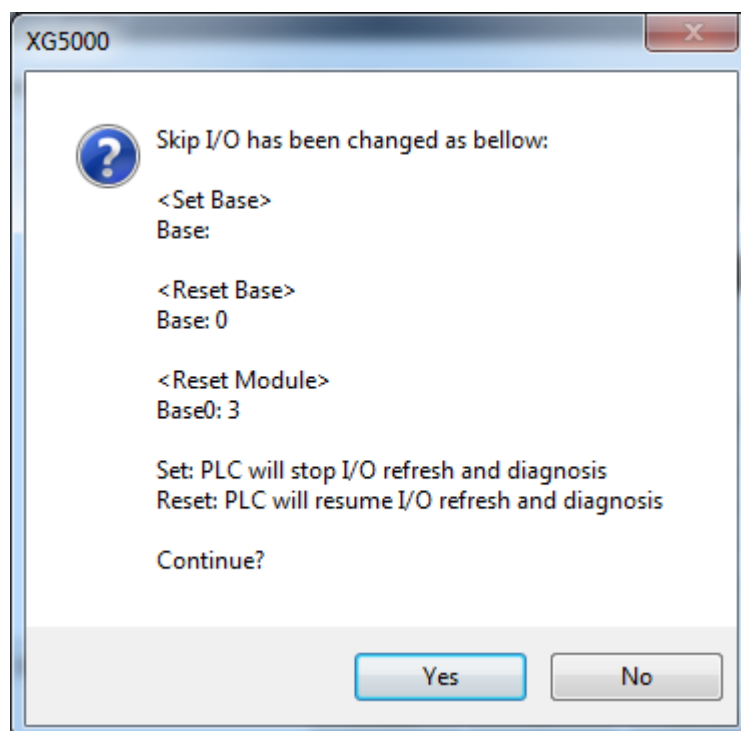 XG5000
Skip I/O has been changed as bellow:
<Set Base>
Base:
<Reset Base>
Base: 0
<Reset Module>
Base0: 3
Set: PLC will stop I/O refresh and diagnosis
Reset: PLC will resume I/O refresh and diagnosis
Continue?
Yes
No